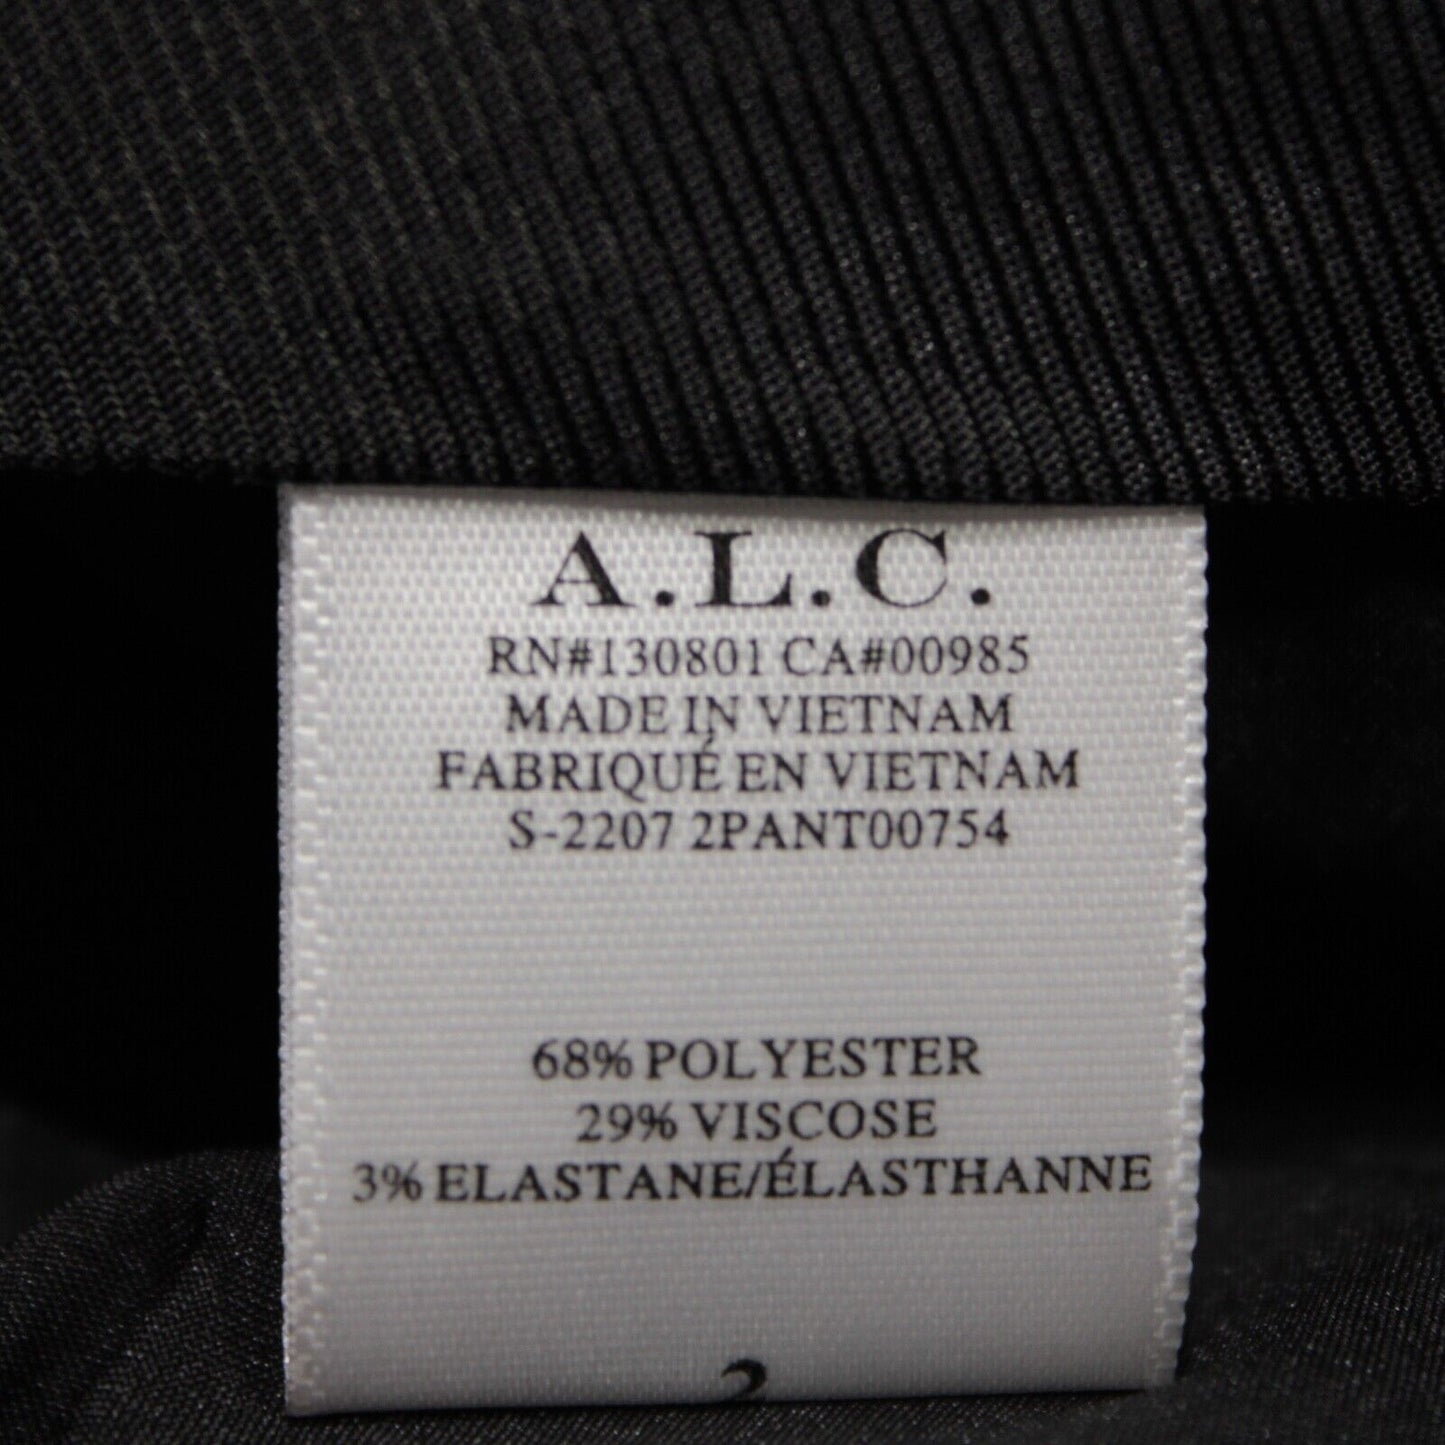 A.L.C.
RN#130801 CA#00985
MADE IN VIETNAM
FABRIQUÉ EN VIETNAM
S-2207 2PANT00754
68% POLYESTER
29% VISCOSE
3% ELASTANE/ÉLASTHANNE